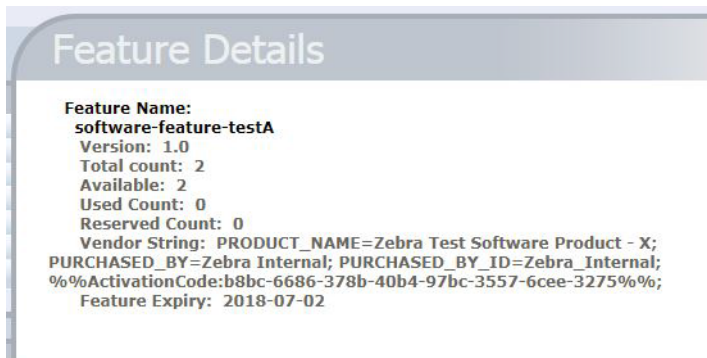 Feature Details
Feature Name:
software-feature-testA
Version: 1.0
Total count: 2
Available: 2
Used Count: 0
Reserved Count: 0
Vendor String: PRODUCT_NAME=Zebra Test Software Product - X;
PURCHASED_BY=Zebra Internal; PURCHASED_BY_ID=Zebra_Internal;
%%ActivationCode:b8bc-6686-378b-40b4-97bc-3557-6cee-3275%%;
Feature Expiry: 2018-07-02